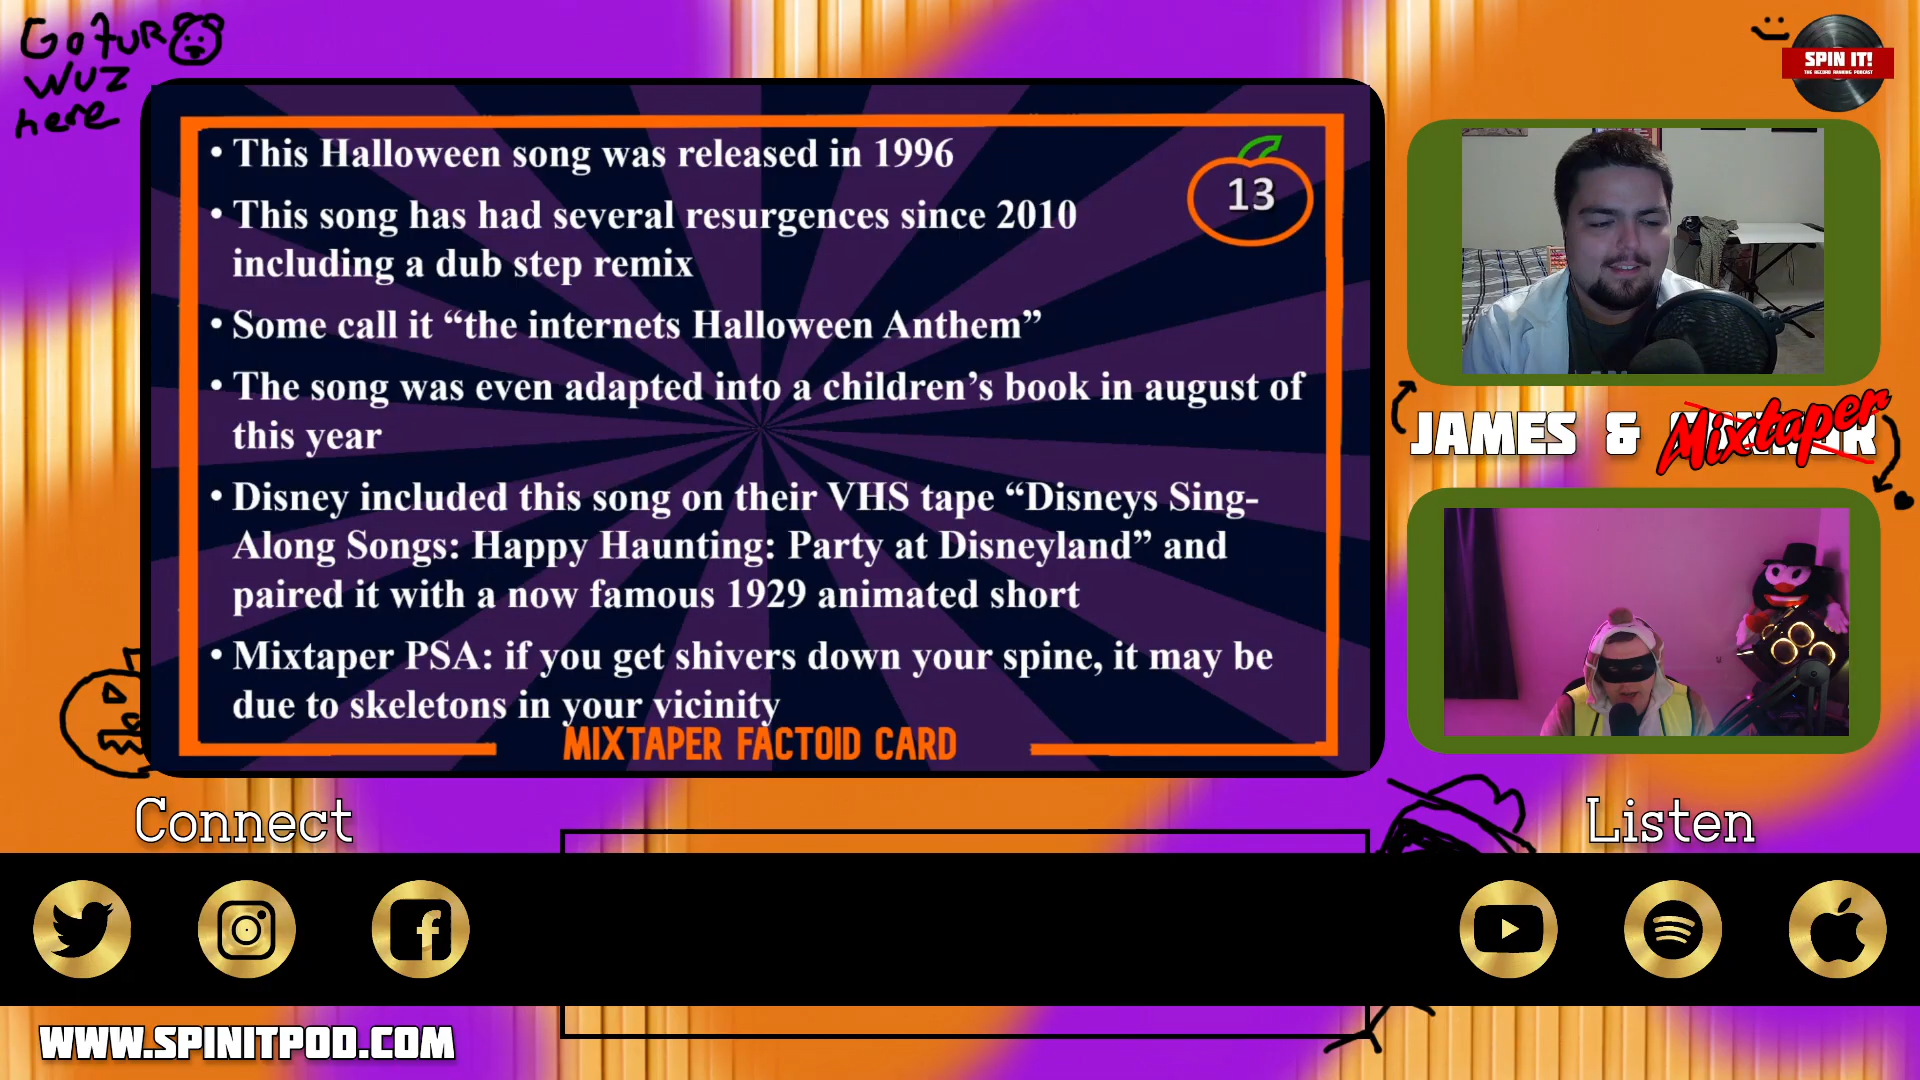 GofUR
WUZ
here
SPIN IT!
THE RECORD RANKING PODCAST
• This Halloween song was released in 1996
13
• This song has had several resurgences since 2010
including a dub step remix
• Some call it “the internets Halloween Anthem”
• The song was even adapted into a children’s book in august of
this year
• Disney included this song on their VHS tape “Disneys Sing-
Along Songs: Happy Haunting: Party at Disneyland” and
paired it with a now famous 1929 animated short
• Mixtaper PSA: if you get shivers down your spine, it may be
due to skeletons in your vicinity
MIXTAPER FACTOID CARD
JAMES & Mixtaper
Connect
Listen
WWW.SPINITPOD.COM